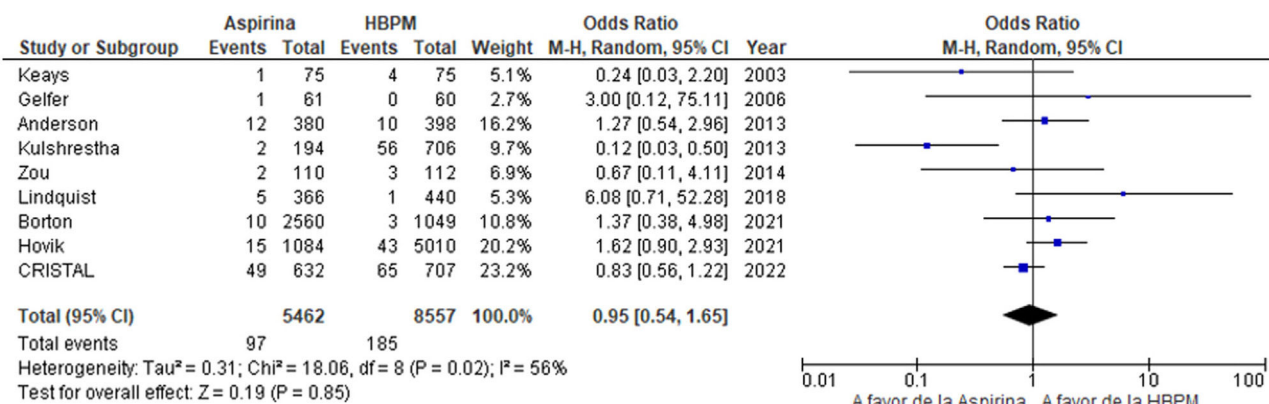 Aspirina HBPM Odds Ratio Odds Ratio
Study or Subgroup Events Total Events Total Weight M-H, Random, 95% CI Year M-H, Random, 95% CI
Keays 1 75 4 75 5.1% 0.24 [0.03, 2.20] 2003
Gelfer 1 61 0 60 2.7% 3.00 [0.12, 75.11] 2006
Anderson 12 380 10 398 16.2% 1.27 [0.54, 2.96] 2013
Kulshrestha 2 194 56 706 9.7% 0.12 [0.03, 0.50] 2013
Zou 2 110 3 112 6.9% 0.67 [0.11, 4.11] 2014
Lindquist 5 366 1 440 5.3% 6.08 [0.71, 52.28] 2018
Borton 10 2560 3 1049 9.7% 1.37 [0.38, 4.98] 2021
Hovik 15 1084 43 5010 20.2% 1.62 [0.90, 2.93] 2021
CRISTAL 49 632 65 707 23.2% 0.83 [0.56, 1.22] 2022
Total (95% CI) 5462 8557 100.0% 0.95 [0.54, 1.65]
Total events 97 185
Heterogeneity: Tau² = 0.31; Chi² = 18.06, df = 8 (P = 0.02); I² = 56%
Test for overall effect: Z = 0.19 (P = 0.85)
0.01 0.1 1 10 100
A favor de la Aspirina A favor de la HBPM